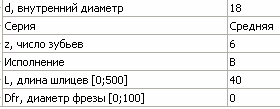 d, внутренний диаметр 18
Серия Средняя
z, число зубьев 6
Исполнение В
L, длина шлицев [0;500] 40
Dfr, диаметр фрезы [0;100] 0